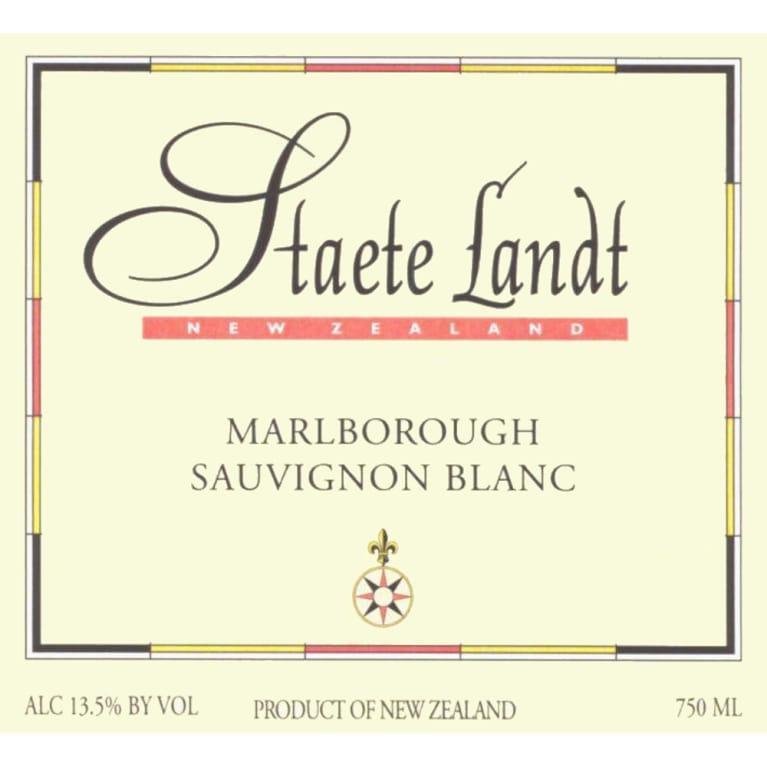 Staete Landt
NEW ZEALAND
MARLBOROUGH
SAUVIGNON BLANC
ALC 13.5% BY VOL PRODUCT OF NEW ZEALAND 750 ML